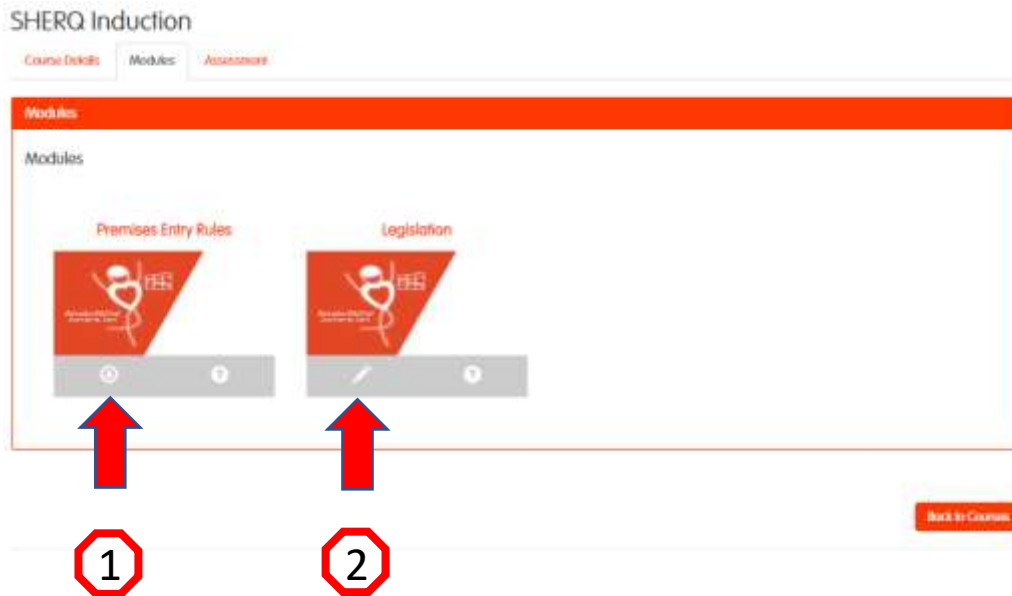 SHERQ Induction
Course Details Modules Assessment
Modules
Modules
Premises Entry Rules Legislation
Back to Courses
1 2